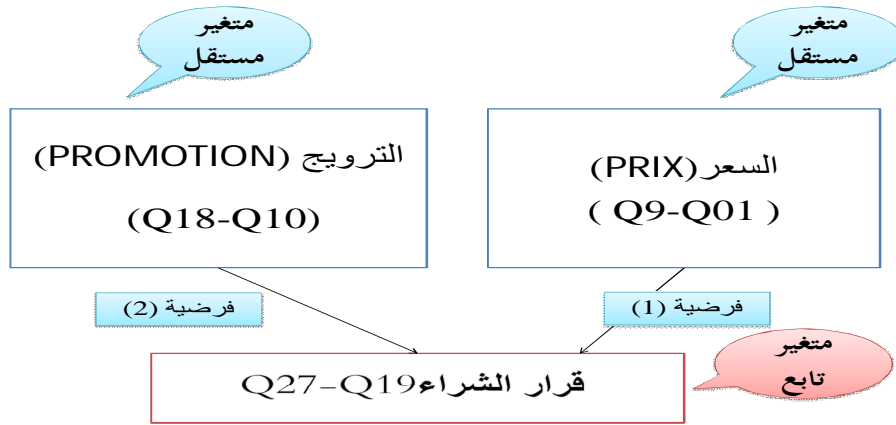 متغير
مستقل
متغير
مستقل
السعر(PRIX)
( Q9-Q01 )
الترويج (PROMOTION)
(Q18-Q10)
فرضية (1)
فرضية (2)
متغير
تابع
قرار الشراءQ27-Q19